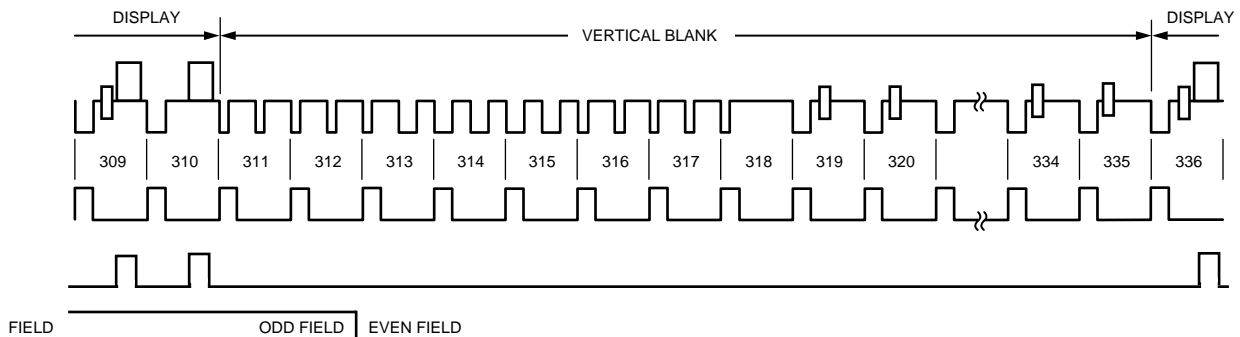 DISPLAY
DISPLAY
VERTICAL BLANK
309 310 311 312 313 314 315 316 317 318 319 320 334 335 336
FIELD ODD FIELD EVEN FIELD